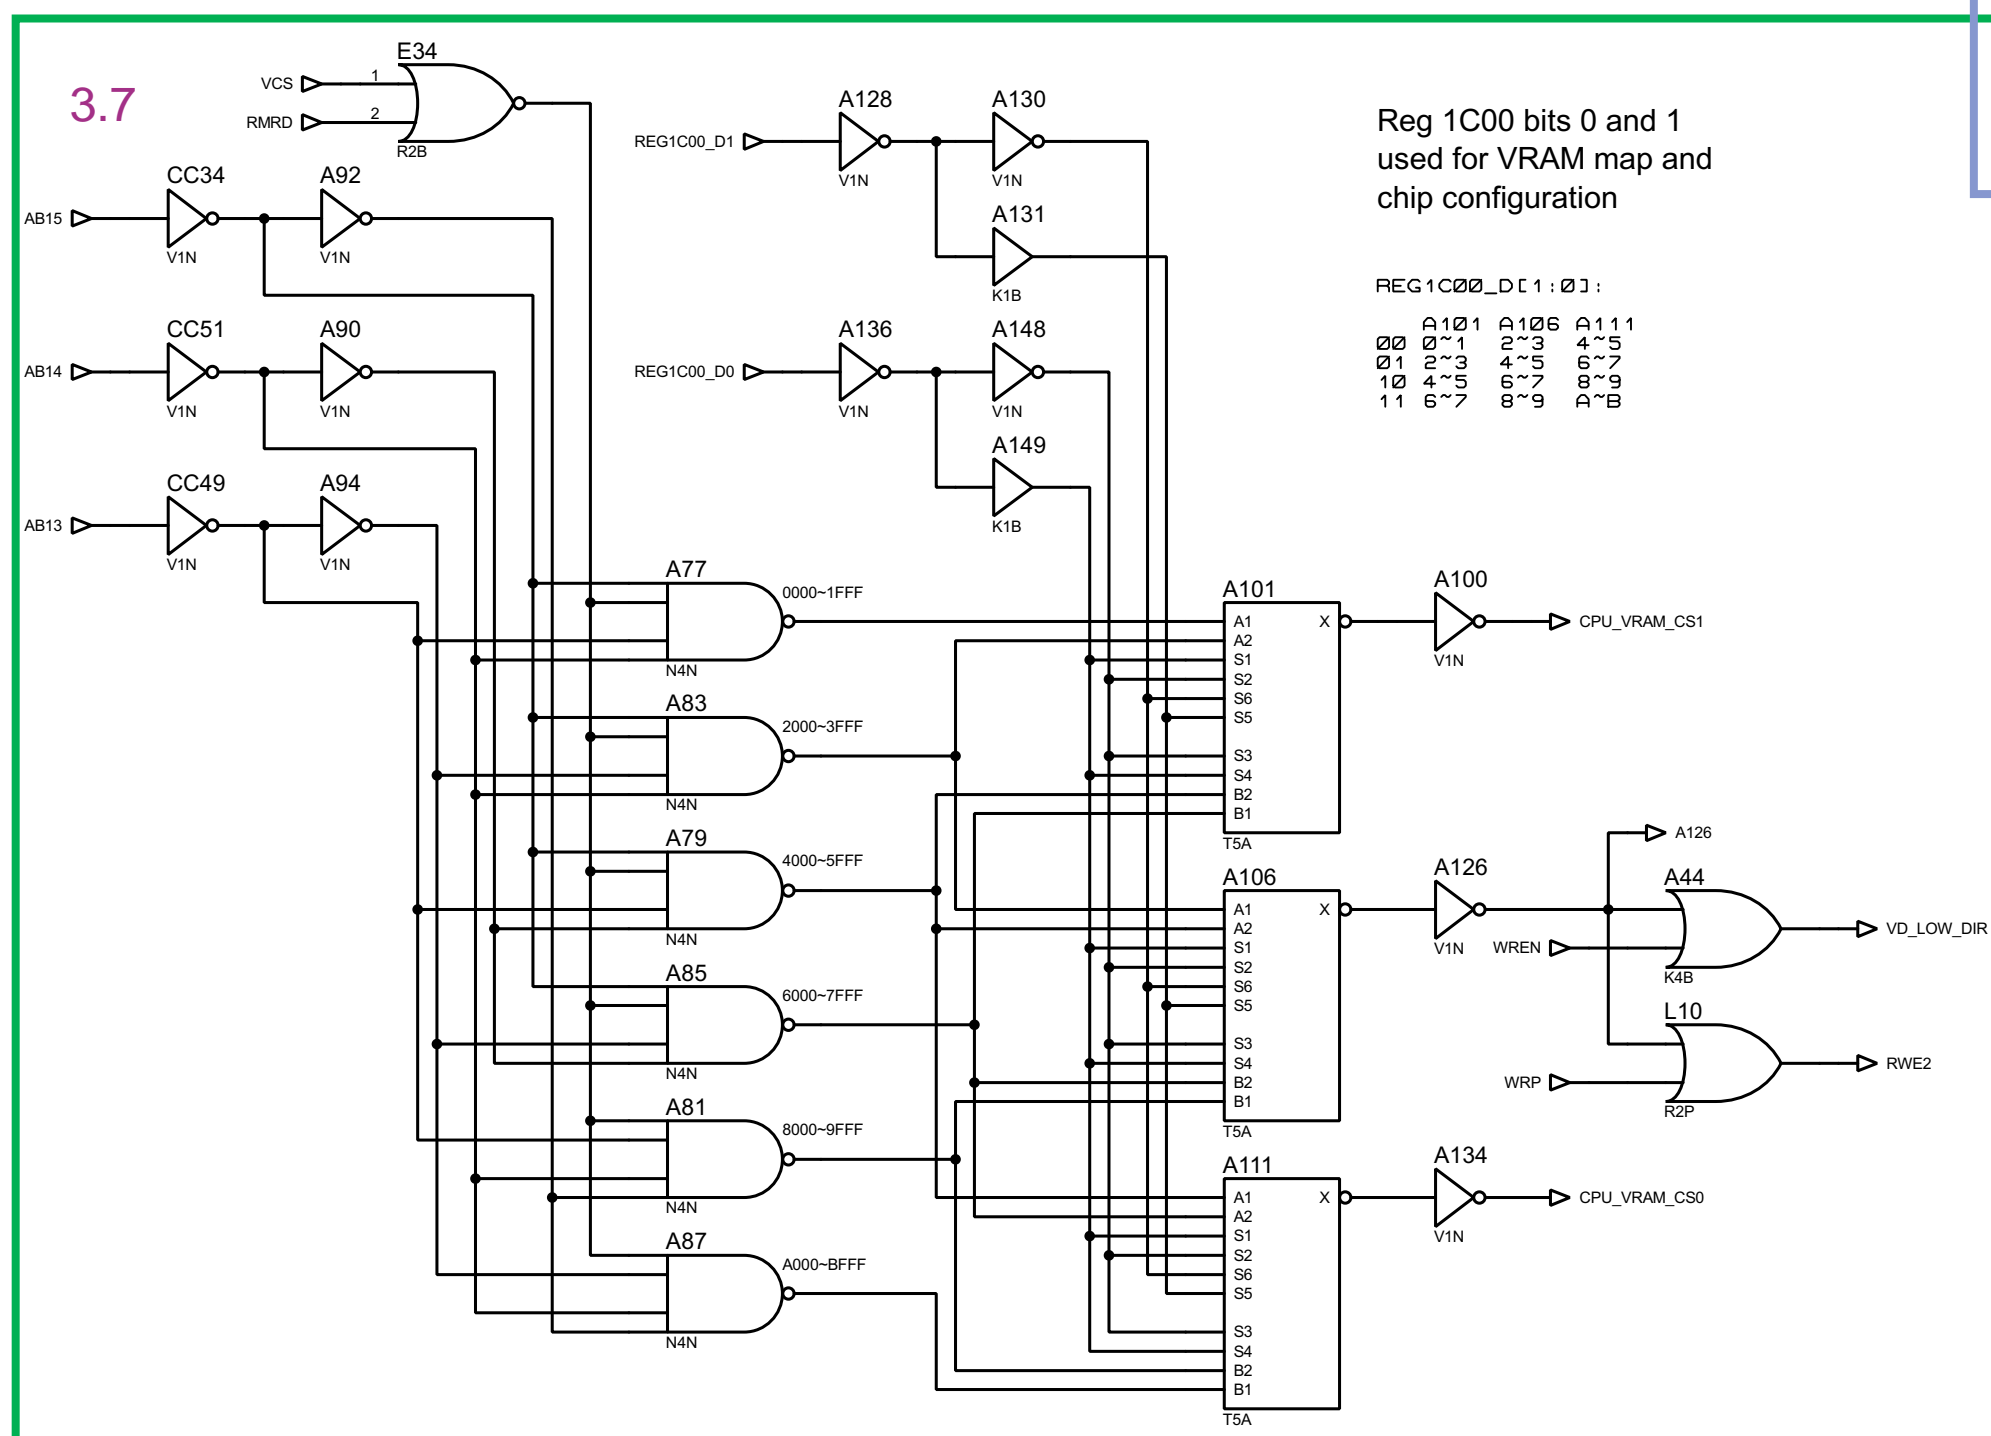 3.7
E34
VCS
1
RMRD
2
R2B
CC34
A92
AB15
V1N
V1N
CC51
A90
AB14
V1N
V1N
CC49
A94
AB13
V1N
V1N
A128
A130
REG1C00_D1
V1N
V1N
A131
K1B
A136
A148
REG1C00_D0
V1N
V1N
A149
K1B
Reg 1C00 bits 0 and 1
used for VRAM map and
chip configuration
REG1C00_D[1:0]:
A101 A106 A111
00 0~1 2~3 4~5
01 2~3 4~5 6~7
10 4~5 6~7 8~9
11 6~7 8~9 A~B
A77
0000~1FFF
N4N
A83
2000~3FFF
N4N
A79
4000~5FFF
N4N
A85
6000~7FFF
N4N
A81
8000~9FFF
N4N
A87
A000~BFFF
N4N
A101
A1 X
A2
S1
S2
S6
S5
S3
S4
B2
B1
T5A
A100
V1N
CPU_VRAM_CS1
A106
A1 X
A2
S1
S2
S6
S5
S3
S4
B2
B1
T5A
A126
V1N
A126
A44
WREN
K4B
VD_LOW_DIR
L10
WRP
R2P
RWE2
A111
A1 X
A2
S1
S2
S6
S5
S3
S4
B2
B1
T5A
A134
V1N
CPU_VRAM_CS0